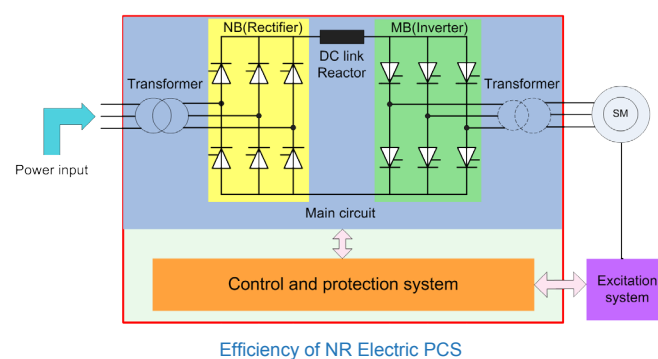 NB(Rectifier)
MB(Inverter)
DC link
Reactor
Transformer
Transformer
SM
Power input
Main circuit
Control and protection system
Excitation
system
Efficiency of NR Electric PCS